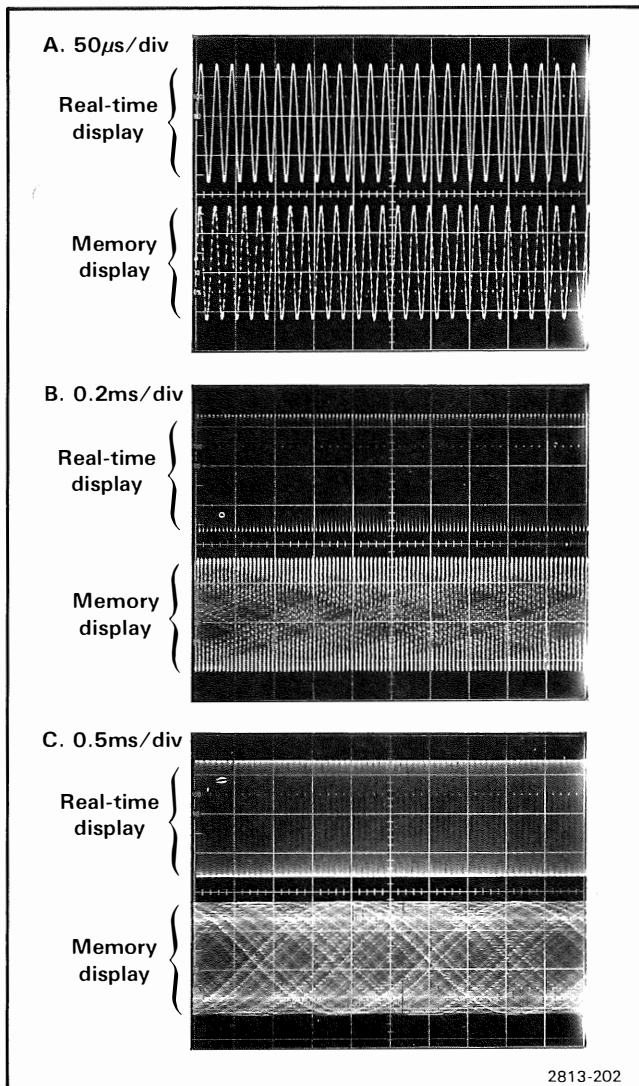 A. 50μs/div
Real-time
display
Memory
display
B. 0.2ms/div
Real-time
display
Memory
display
C. 0.5ms/div
Real-time
display
Memory
display
2813-202